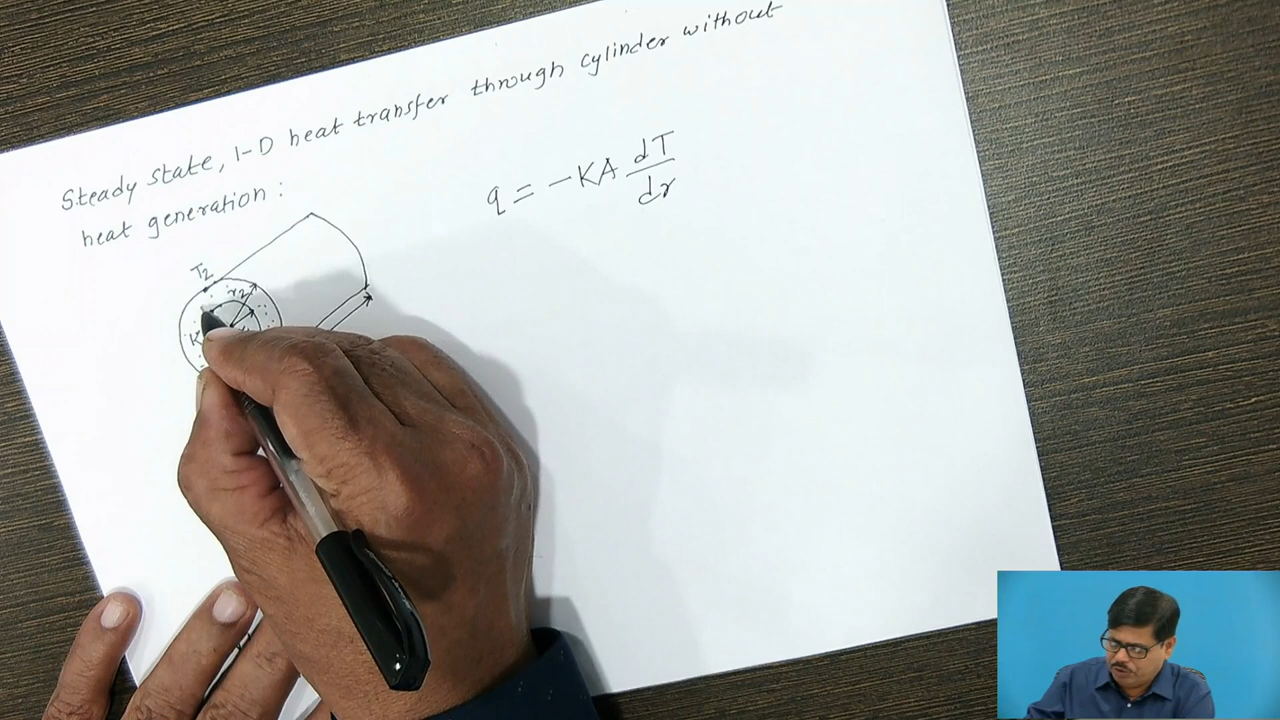 Steady state, 1-D heat transfer through cylinder without
heat generation :
q = -KA dT/dr
T2
r2
K